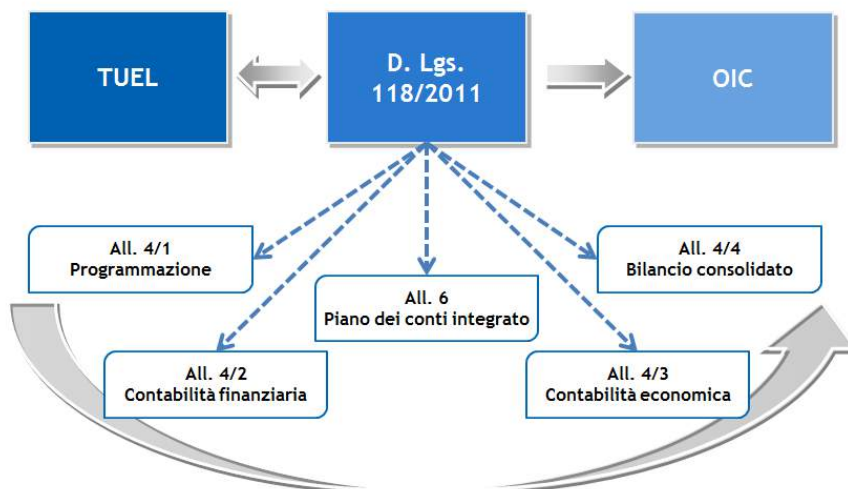 TUEL
D. Lgs.
118/2011
OIC
All. 4/1
Programmazione
All. 4/4
Bilancio consolidato
All. 6
Piano dei conti integrato
All. 4/2
Contabilità finanziaria
All. 4/3
Contabilità economica